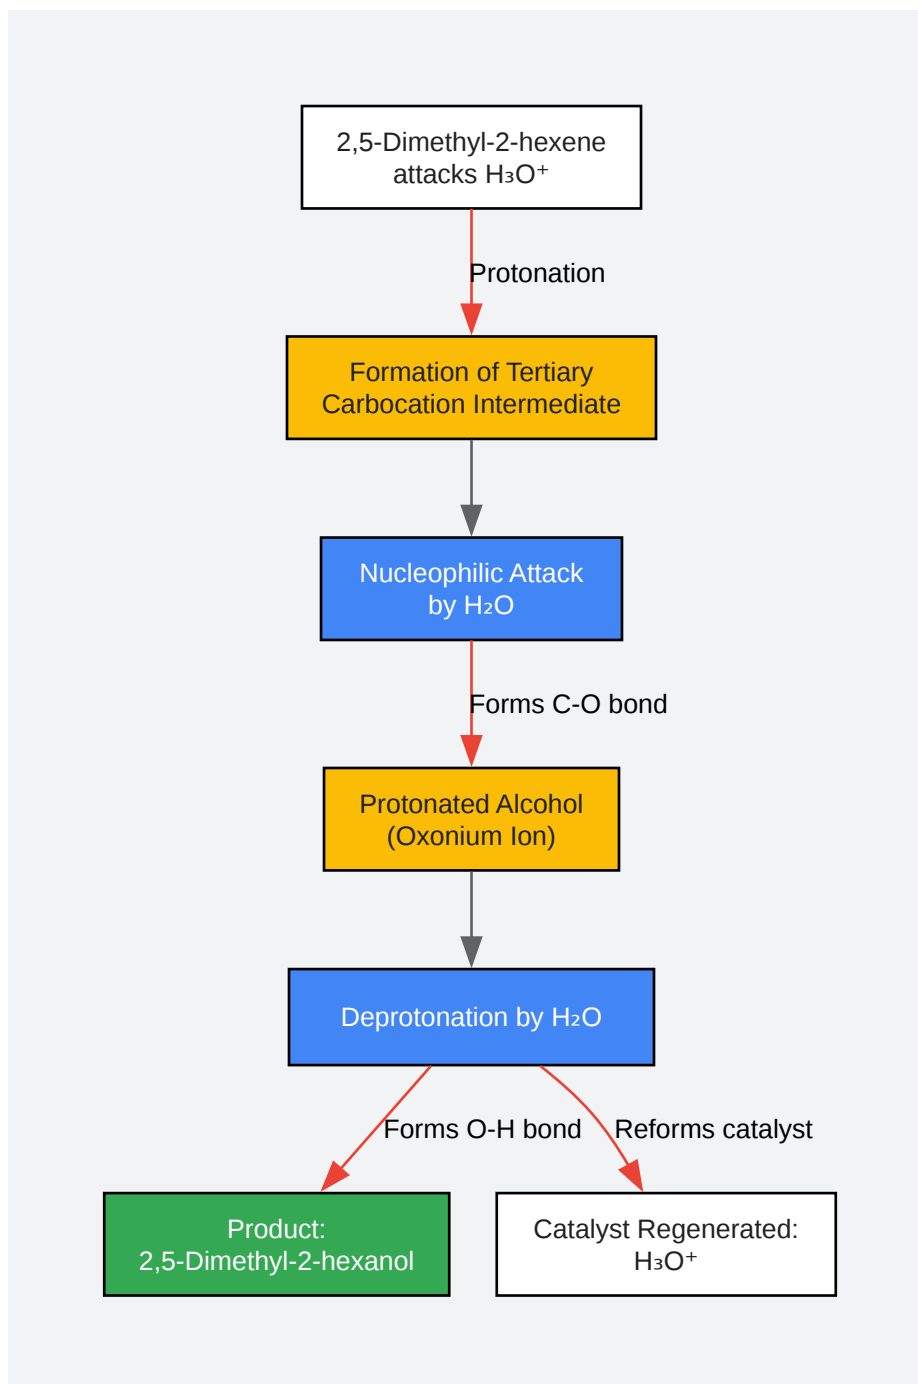 2,5-Dimethyl-2-hexene
attacks H₃O⁺
Protonation
Formation of Tertiary
Carbocation Intermediate
Nucleophilic Attack
by H₂O
Forms C-O bond
Protonated Alcohol
(Oxonium Ion)
Deprotonation by H₂O
Forms O-H bond
Reforms catalyst
Product:
2,5-Dimethyl-2-hexanol
Catalyst Regenerated:
H₃O⁺